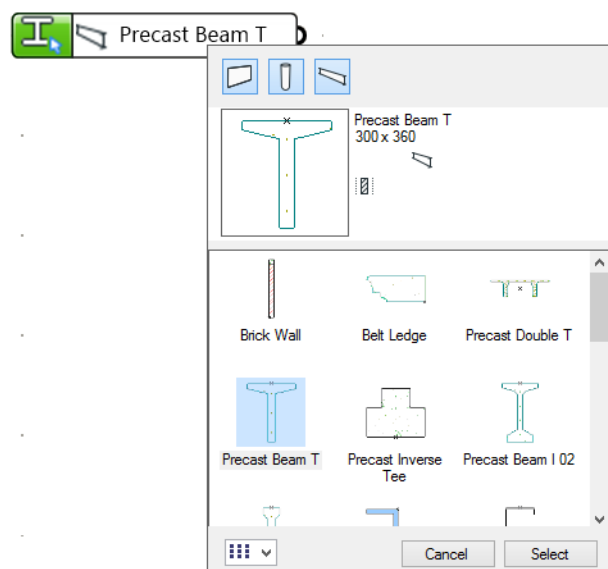 Precast Beam T
Precast Beam T
300 x 360
Brick Wall
Belt Ledge
Precast Double T
Precast Beam T
Precast Inverse
Tee
Precast Beam I 02
Cancel
Select